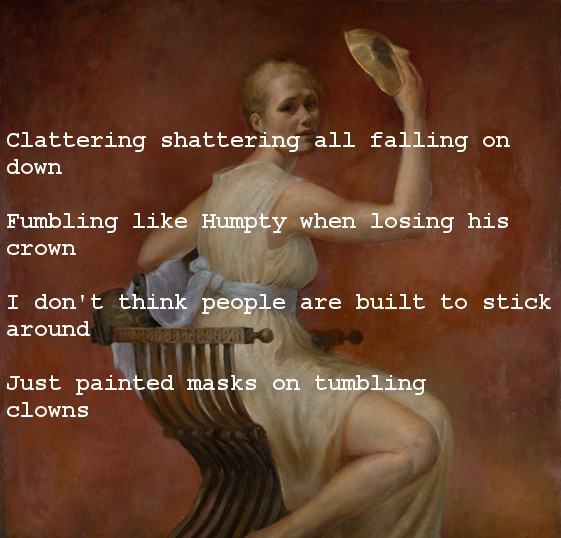 Clattering shattering all falling on
down
Fumbling like Humpty when losing his
crown
I don't think people are built to stick
around
Just painted masks on tumbling
clowns